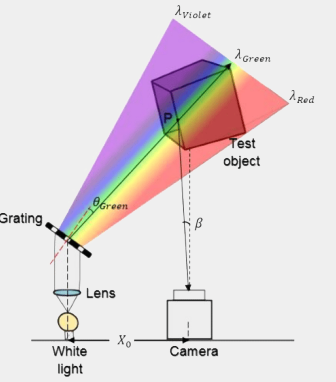 λViolet
λGreen
λRed
P
Test
object
θGreen
Grating
β
Lens
X₀
White
light
Camera